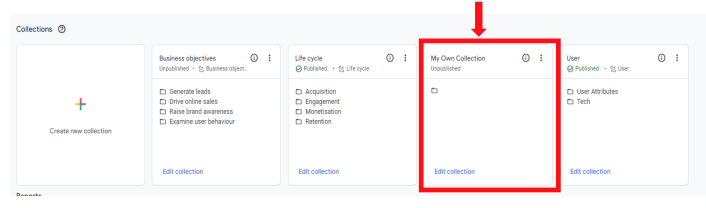 Collections
Create new collection
Business objectives
Unpublished • Business object...
Generate leads
Drive online sales
Raise brand awareness
Examine user behaviour
Edit collection
Life cycle
Published • Life cycle
Acquisition
Engagement
Monetisation
Retention
Edit collection
My Own Collection
Unpublished
Edit collection
User
Published • User
User Attributes
Tech
Edit collection
Reports